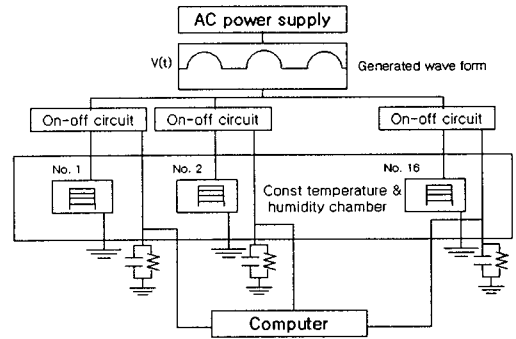 AC power supply
V(t)
Generated wave form
On-off circuit
On-off circuit
On-off circuit
No. 1
No. 2
No. 16
Const temperature &
humidity chamber
Computer